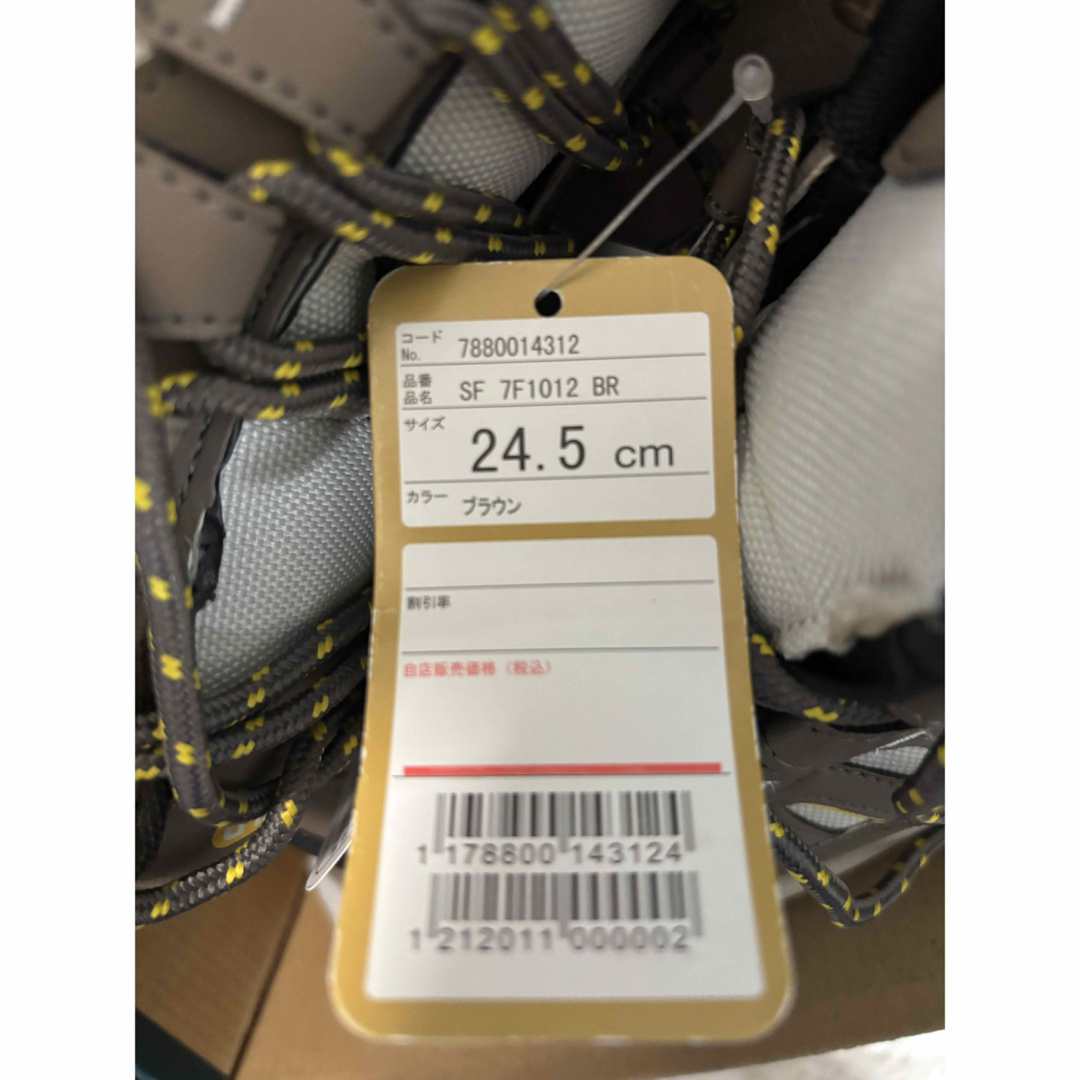 コード
No. 7880014312
品番
品名 SF 7F1012 BR
サイズ
24.5 cm
カラー ブラウン
割引率
自店販売価格（税込）
1 178800 143124
1 212011 000002